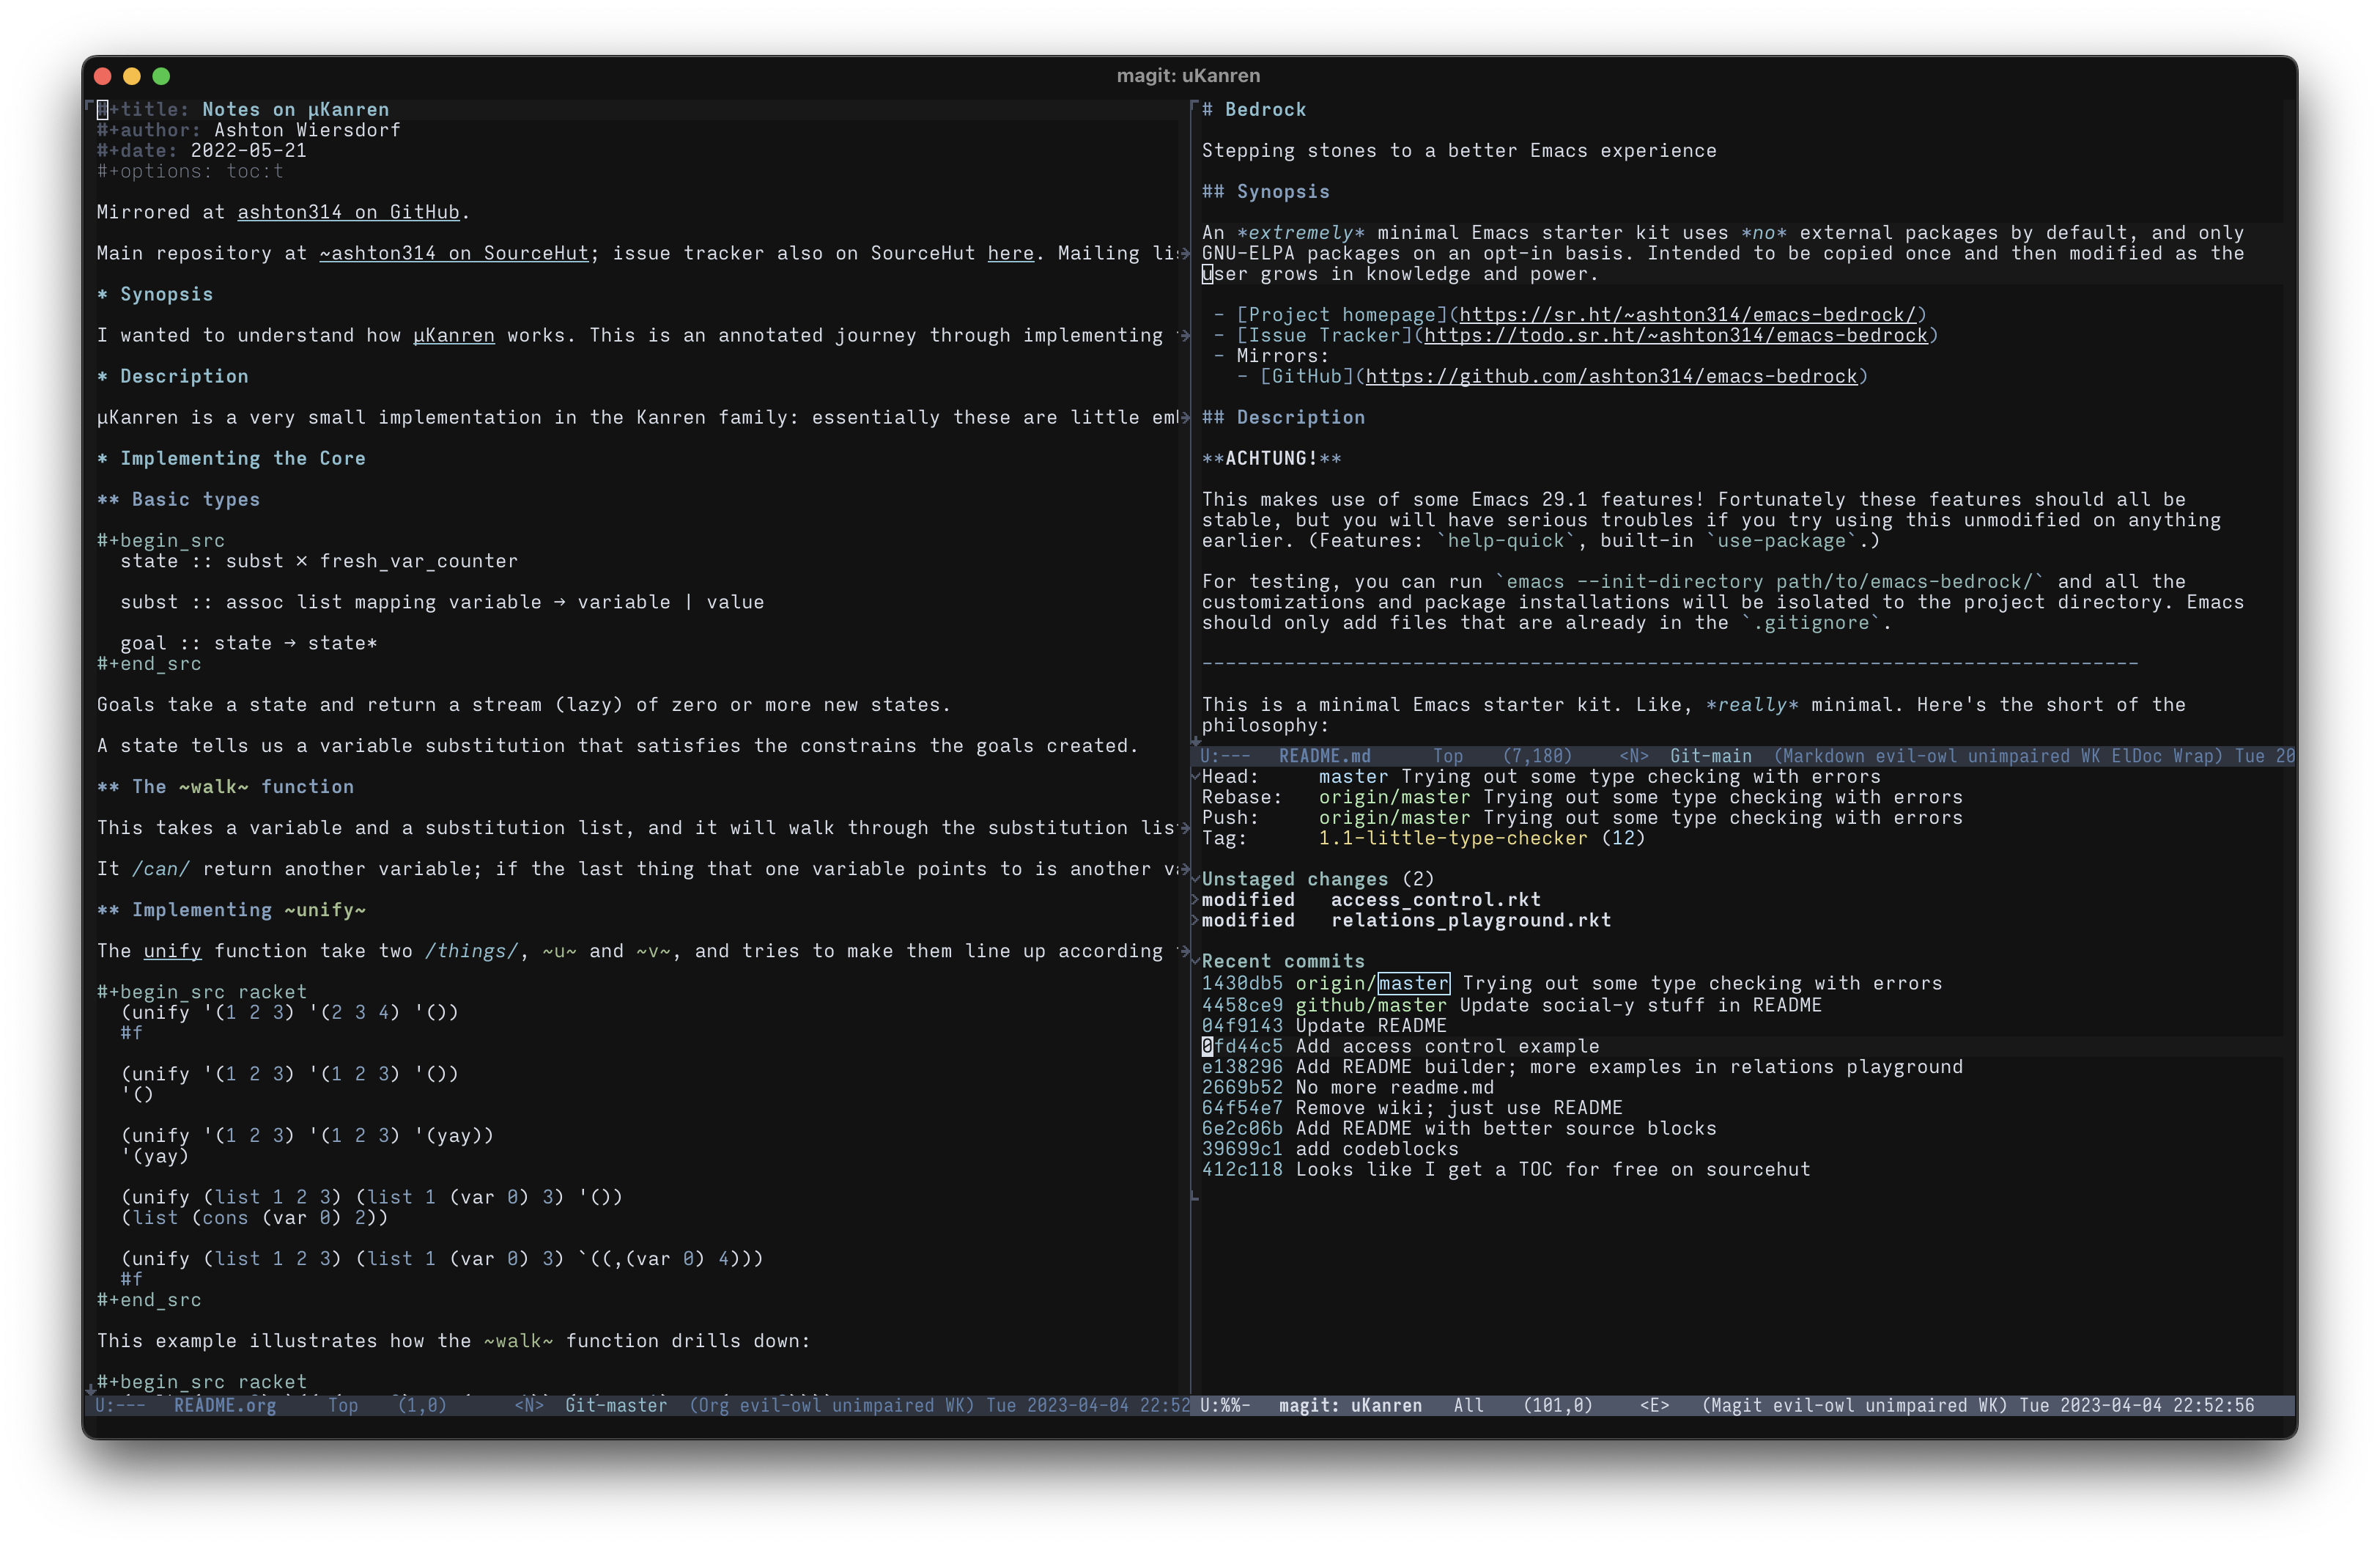 magit: uKanren
#+title: Notes on µKanren
#+author: Ashton Wiersdorf
#+date: 2022-05-21
#+options: toc:t
Mirrored at ashton314 on GitHub.
Main repository at ~ashton314 on SourceHut; issue tracker also on SourceHut here. Mailing
* Synopsis
I wanted to understand how µKanren works. This is an annotated journey through implementing
* Description
µKanren is a very small implementation in the Kanren family: essentially these are little
* Implementing the Core
** Basic types
#+begin_src
state :: subst × fresh_var_counter
subst :: assoc list mapping variable → variable | value
goal :: state → state*
#+end_src
Goals take a state and return a stream (lazy) of zero or more new states.
A state tells us a variable substitution that satisfies the constrains the goals created.
** The ~walk~ function
This takes a variable and a substitution list, and it will walk through the substitution
It /can/ return another variable; if the last thing that one variable points to is another
** Implementing ~unify~
The unify function take two /things/, ~u~ and ~v~, and tries to make them line up according
#+begin_src racket
(unify '(1 2 3) '(2 3 4) '())
#f
(unify '(1 2 3) '(1 2 3) '())
'()
(unify '(1 2 3) '(1 2 3) '(yay))
'(yay)
(unify (list 1 2 3) (list 1 (var 0) 3) '())
(list (cons (var 0) 2))
(unify (list 1 2 3) (list 1 (var 0) 3) `((,(var 0) 4)))
#f
#+end_src
This example illustrates how the ~walk~ function drills down:
#+begin_src racket
U:--- README.org Top (1,0) <N> Git-master (Org evil-owl unimpaired WK) Tue 2023-04-04 22:52
# Bedrock
Stepping stones to a better Emacs experience
## Synopsis
An *extremely* minimal Emacs starter kit uses *no* external packages by default, and only
GNU-ELPA packages on an opt-in basis. Intended to be copied once and then modified as the
user grows in knowledge and power.
- [Project homepage](https://sr.ht/~ashton314/emacs-bedrock/)
- [Issue Tracker](https://todo.sr.ht/~ashton314/emacs-bedrock)
- Mirrors:
- [GitHub](https://github.com/ashton314/emacs-bedrock)
## Description
**ACHTUNG!**
This makes use of some Emacs 29.1 features! Fortunately these features should all be
stable, but you will have serious troubles if you try using this unmodified on anything
earlier. (Features: `help-quick`, built-in `use-package`.)
For testing, you can run `emacs --init-directory path/to/emacs-bedrock/` and all the
customizations and package installations will be isolated to the project directory. Emacs
should only add files that are already in the `.gitignore`.
--------------------------------------------------------------------------------
This is a minimal Emacs starter kit. Like, *really* minimal. Here's the short of the
philosophy:
U:--- README.md Top (7,180) <N> Git-main (Markdown evil-owl unimpaired WK ElDoc Wrap) Tue 20
Head: master Trying out some type checking with errors
Rebase: origin/master Trying out some type checking with errors
Push: origin/master Trying out some type checking with errors
Tag: 1.1-little-type-checker (12)
Unstaged changes (2)
modified access_control.rkt
modified relations_playground.rkt
Recent commits
1430db5 origin/master Trying out some type checking with errors
4458ce9 github/master Update social-y stuff in README
04f9143 Update README
0fd44c5 Add access control example
e138296 Add README builder; more examples in relations playground
2669b52 No more readme.md
64f54e7 Remove wiki; just use README
6e2c06b Add README with better source blocks
39699c1 add codeblocks
412c118 Looks like I get a TOC for free on sourcehut
U:%%- magit: uKanren All (101,0) <E> (Magit evil-owl unimpaired WK) Tue 2023-04-04 22:52:56